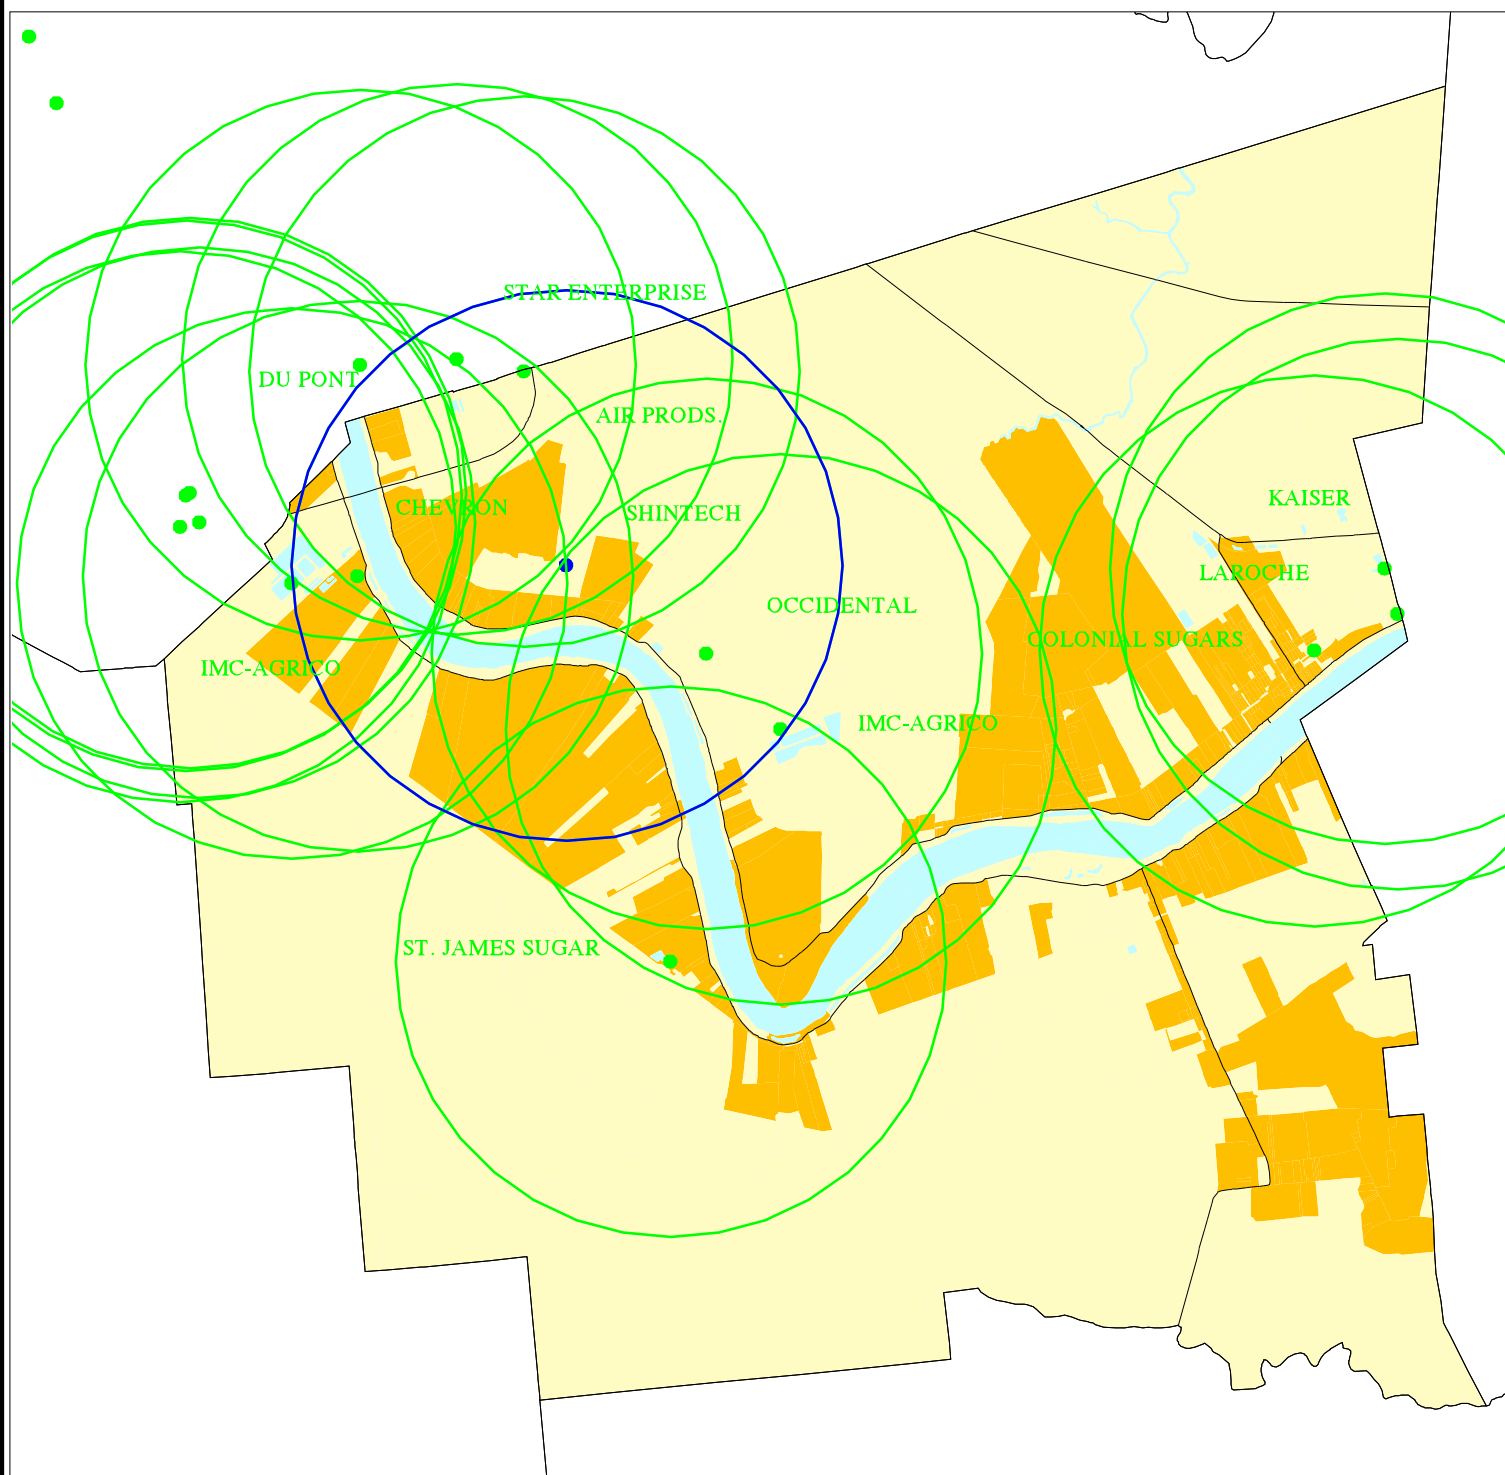 STAR ENTERPRISE
DU PONT
AIR PRODS.
CHEVRON
SHINTECH
KAISER
LAROCHE
OCCIDENTAL
COLONIAL SUGARS
IMC-AGRICO
IMC-AGRICO
ST. JAMES SUGAR